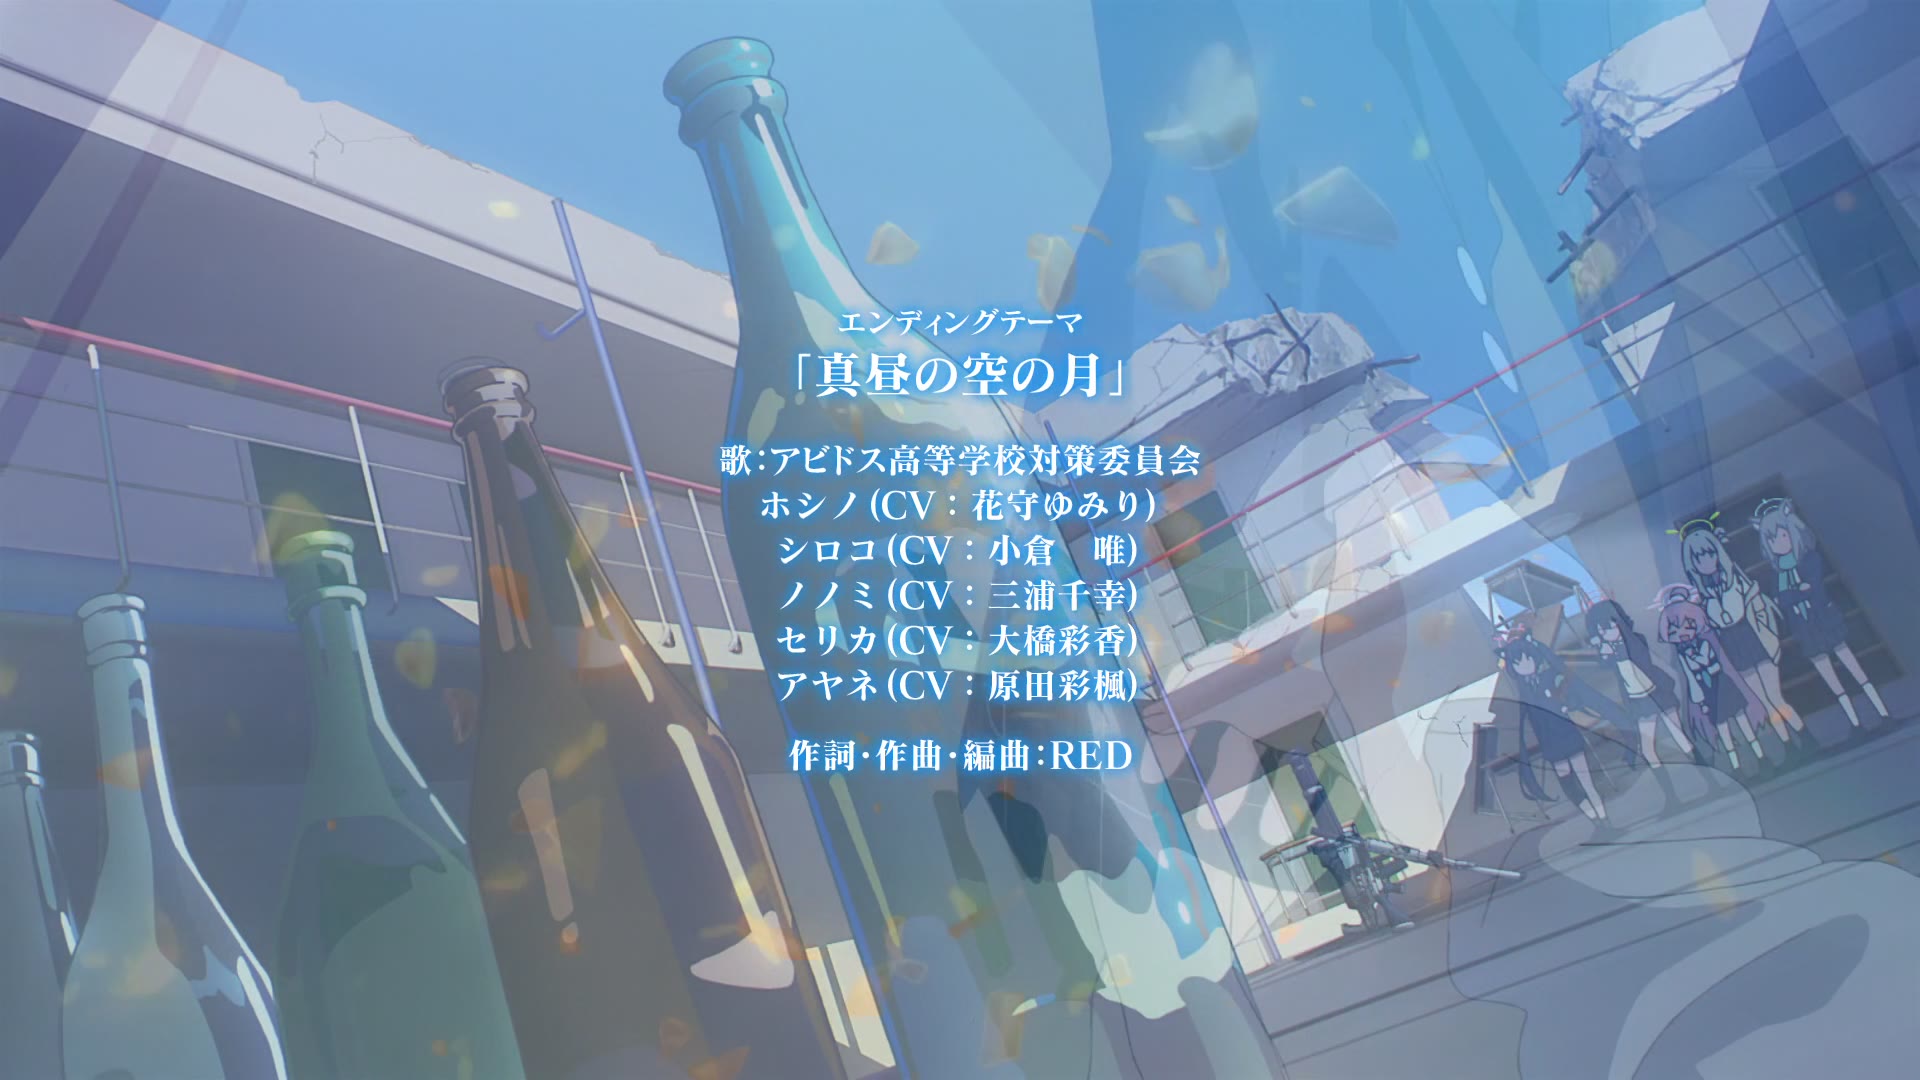 エンディングテーマ
「真昼の空の月」
歌：アビドス高等学校対策委員会
ホシノ(CV：花守ゆみり)
シロコ(CV：小倉　唯)
ノノミ(CV：三浦千幸)
セリカ(CV：大橋彩香)
アヤネ(CV：原田彩楓)
作詞・作曲・編曲：RED